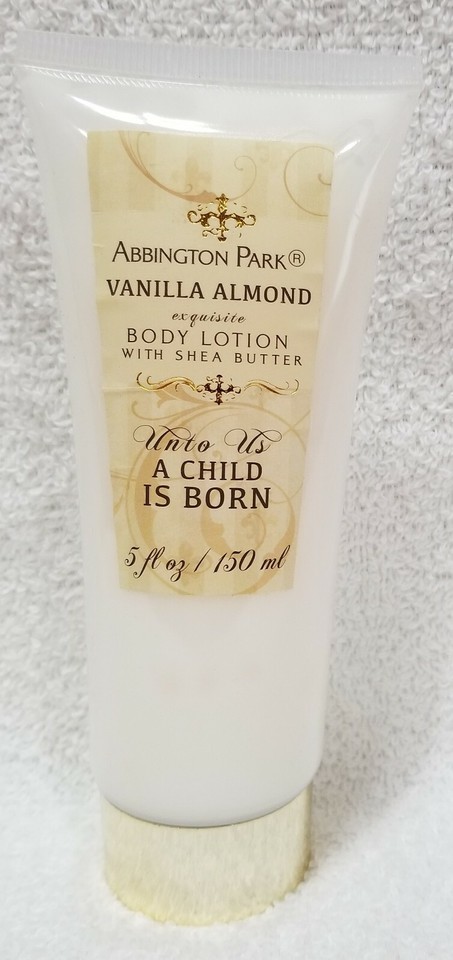 ABBINGTON PARK®
VANILLA ALMOND
exquisite
BODY LOTION
WITH SHEA BUTTER
Unto Us
A CHILD
IS BORN
5 fl oz / 150 ml